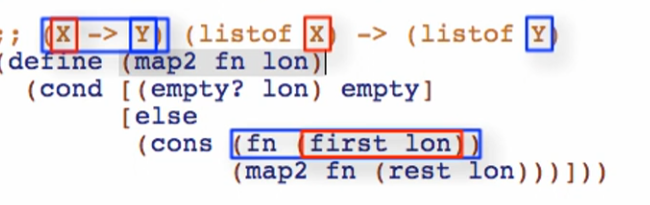 ;; (X -> Y) (listof X) -> (listof Y)
(define (map2 fn lon)
(cond [(empty? lon) empty]
[else
(cons (fn (first lon))
(map2 fn (rest lon)))]))